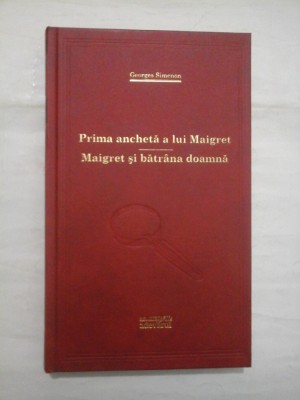 Georges Simenon
Prima anchetă a lui Maigret
Maigret și bătrâna doamnă